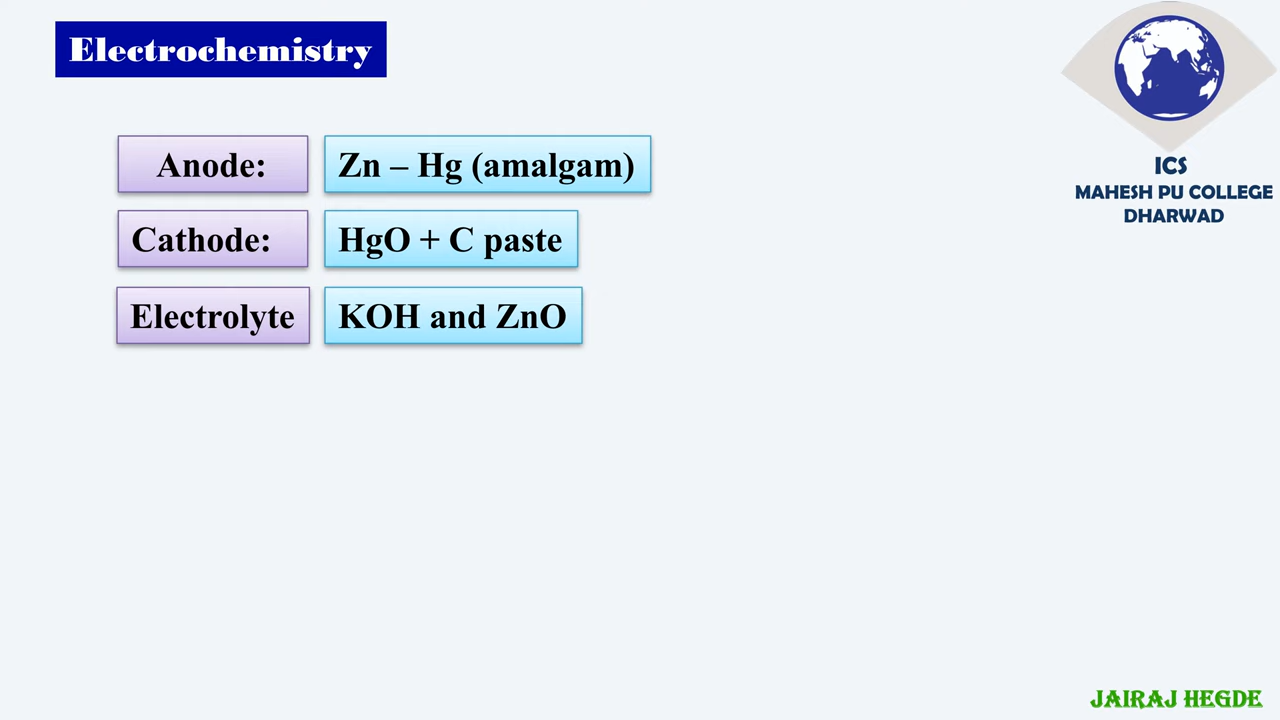 Electrochemistry
Anode: Zn – Hg (amalgam)
Cathode: HgO + C paste
Electrolyte KOH and ZnO
ICS
MAHESH PU COLLEGE
DHARWAD
JAIRAJ HEGDE